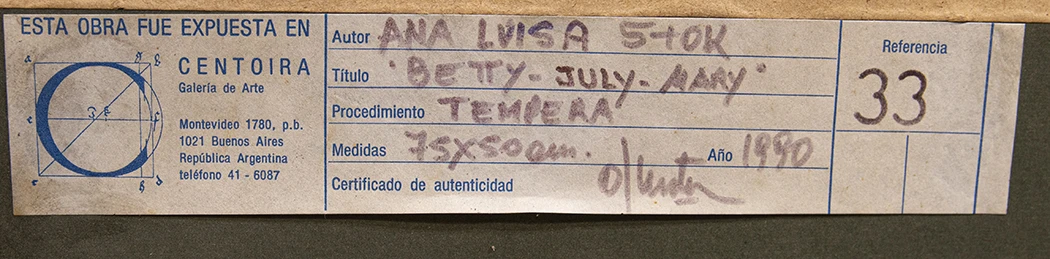 ESTA OBRA FUE EXPUESTA EN
CENTOIRA
Galería de Arte
Montevideo 1780, p.b.
1021 Buenos Aires
República Argentina
teléfono 41 - 6087
Autor ANA LUISA STOK
Título "BETTY - JULY - MARY"
Procedimiento TEMPERA
Medidas 75X50cm. Año 1990
Certificado de autenticidad
Referencia
33